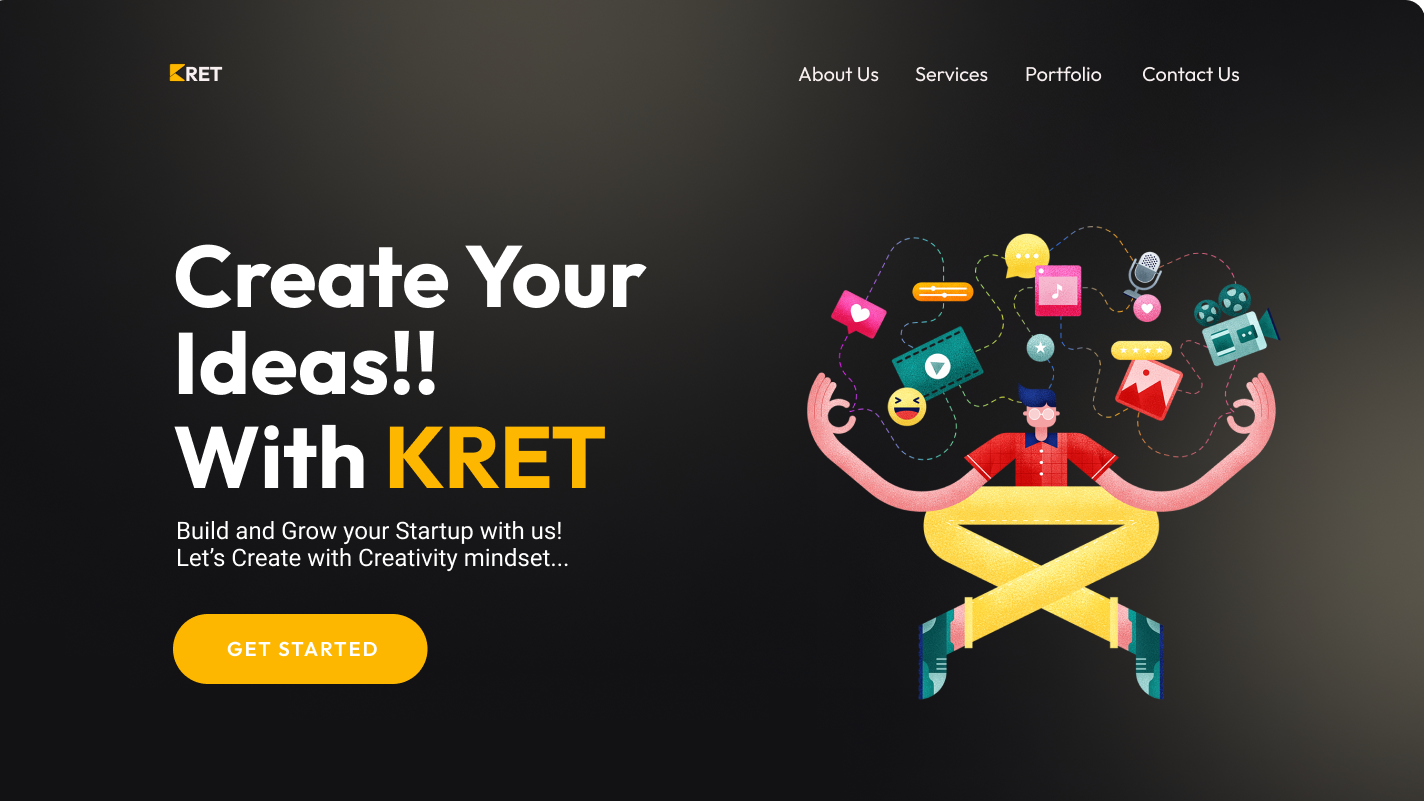 KRET
About Us
Services
Portfolio
Contact Us
Create Your
Ideas!!
With KRET
Build and Grow your Startup with us!
Let’s Create with Creativity mindset...
GET STARTED